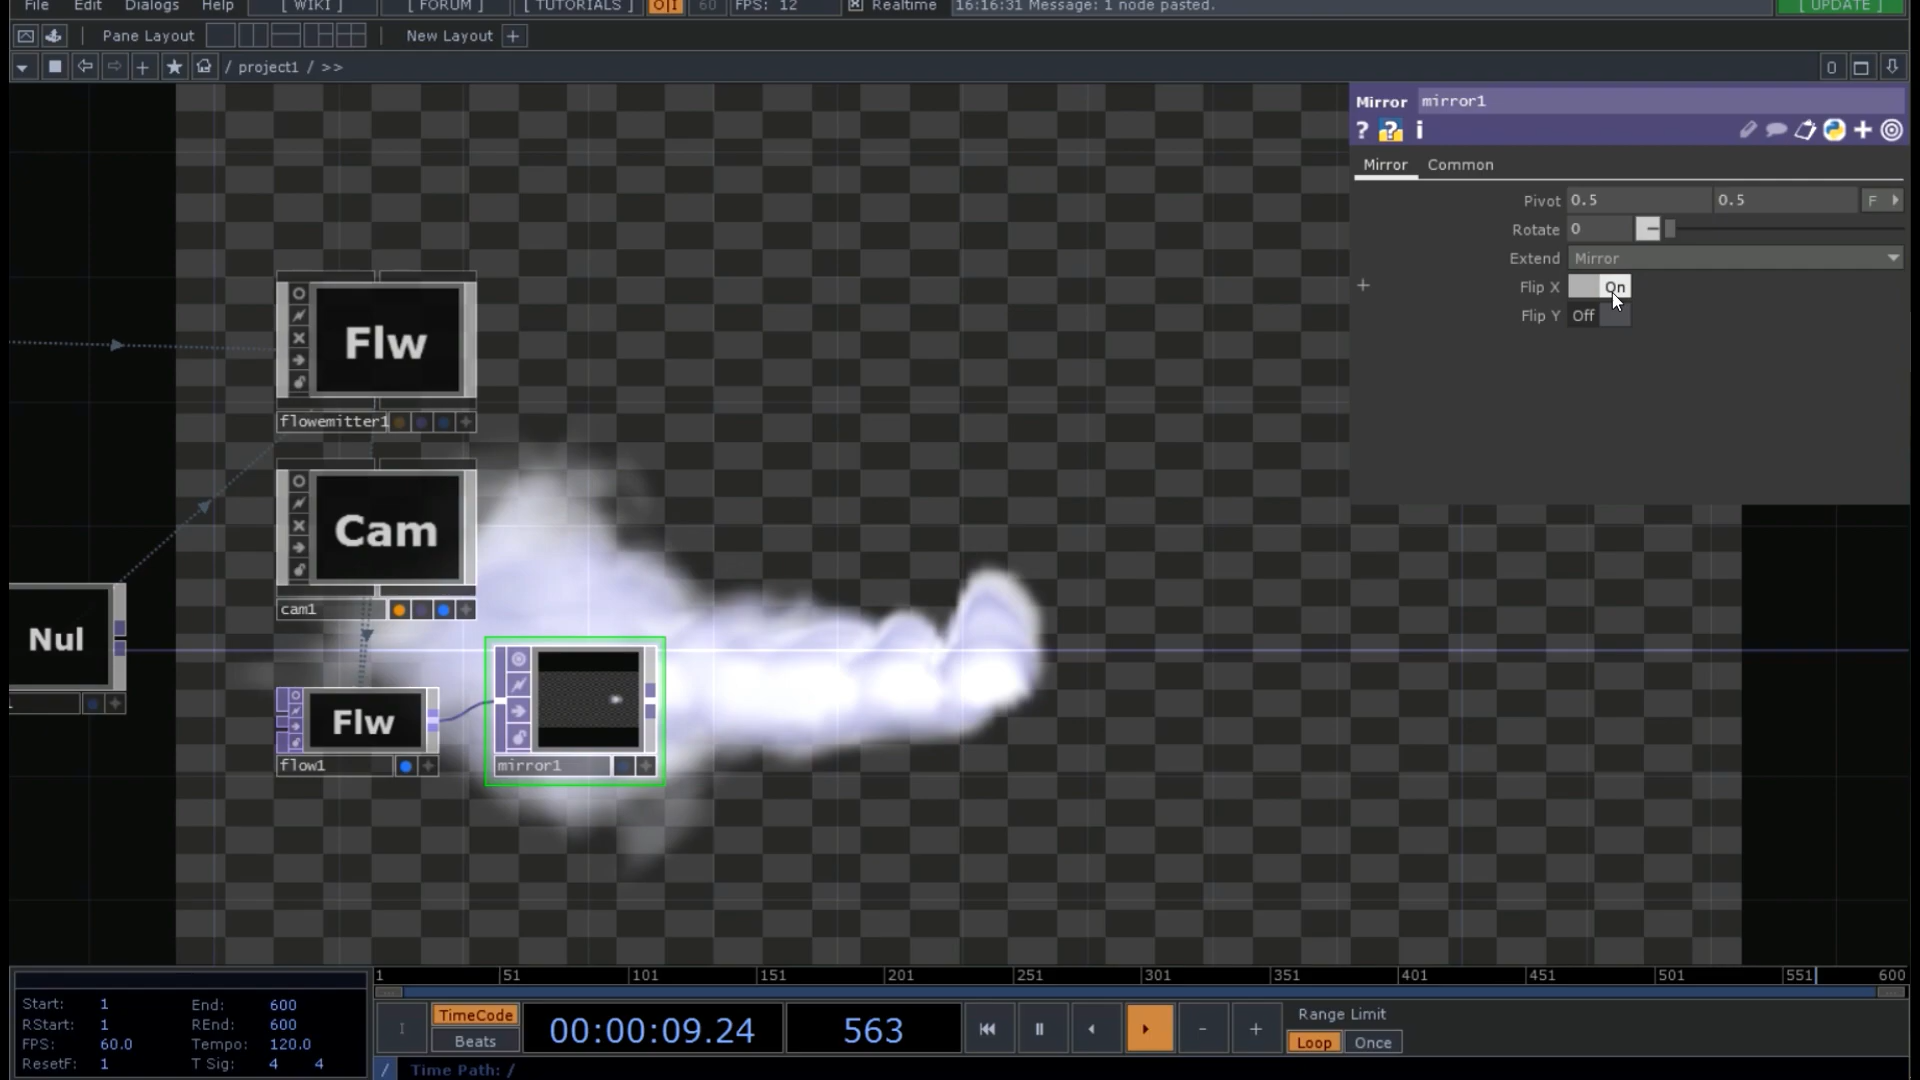 File Edit Dialogs Help [ WIKI ] [ FORUM ] [ TUTORIALS ] O|I 60 FPS: 12 Realtime 16:16:31 Message: 1 node pasted. [ UPDATE ]
Pane Layout New Layout +
/ project1 / >> 0
Mirror mirror1
? ? i
Mirror Common
Pivot 0.5 0.5 F
Rotate 0
Extend Mirror
Flip X On
Flip Y Off
Flw
flowemitter1
Cam
cam1
Nul
Flw
flow1
mirror1
1 51 101 151 201 251 301 351 401 451 501 551 600
Start: 1 End: 600
RStart: 1 REnd: 600
FPS: 60.0 Tempo: 120.0
ResetF: 1 T Sig: 4 4
I TimeCode Beats 00:00:09.24 563 - + Range Limit
Loop Once
/ Time Path: /